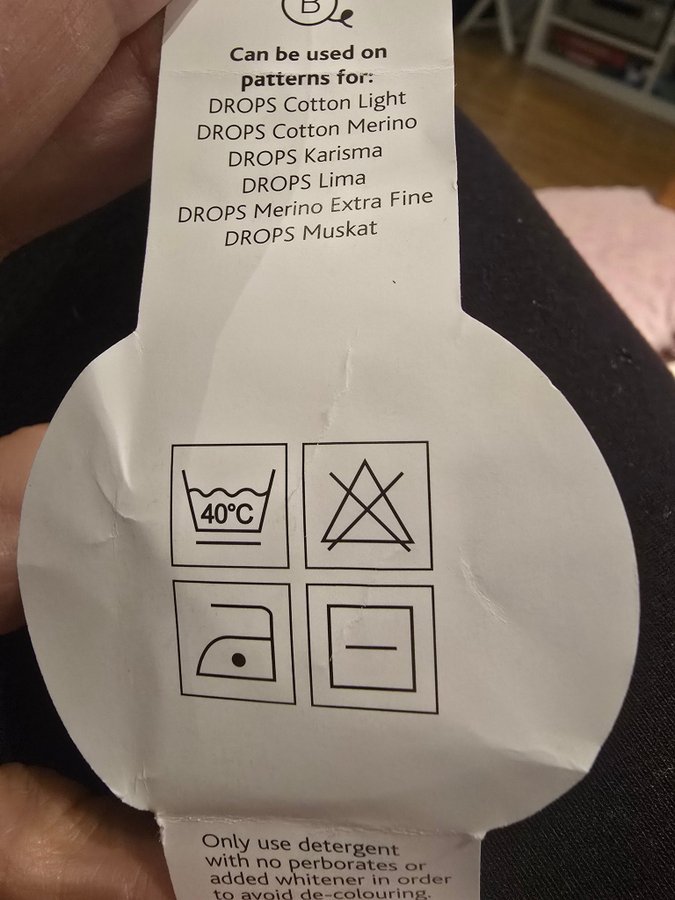 B
Can be used on
patterns for:
DROPS Cotton Light
DROPS Cotton Merino
DROPS Karisma
DROPS Lima
DROPS Merino Extra Fine
DROPS Muskat
40°C
Only use detergent
with no perborates or
added whitener in order
to avoid de-colouring.